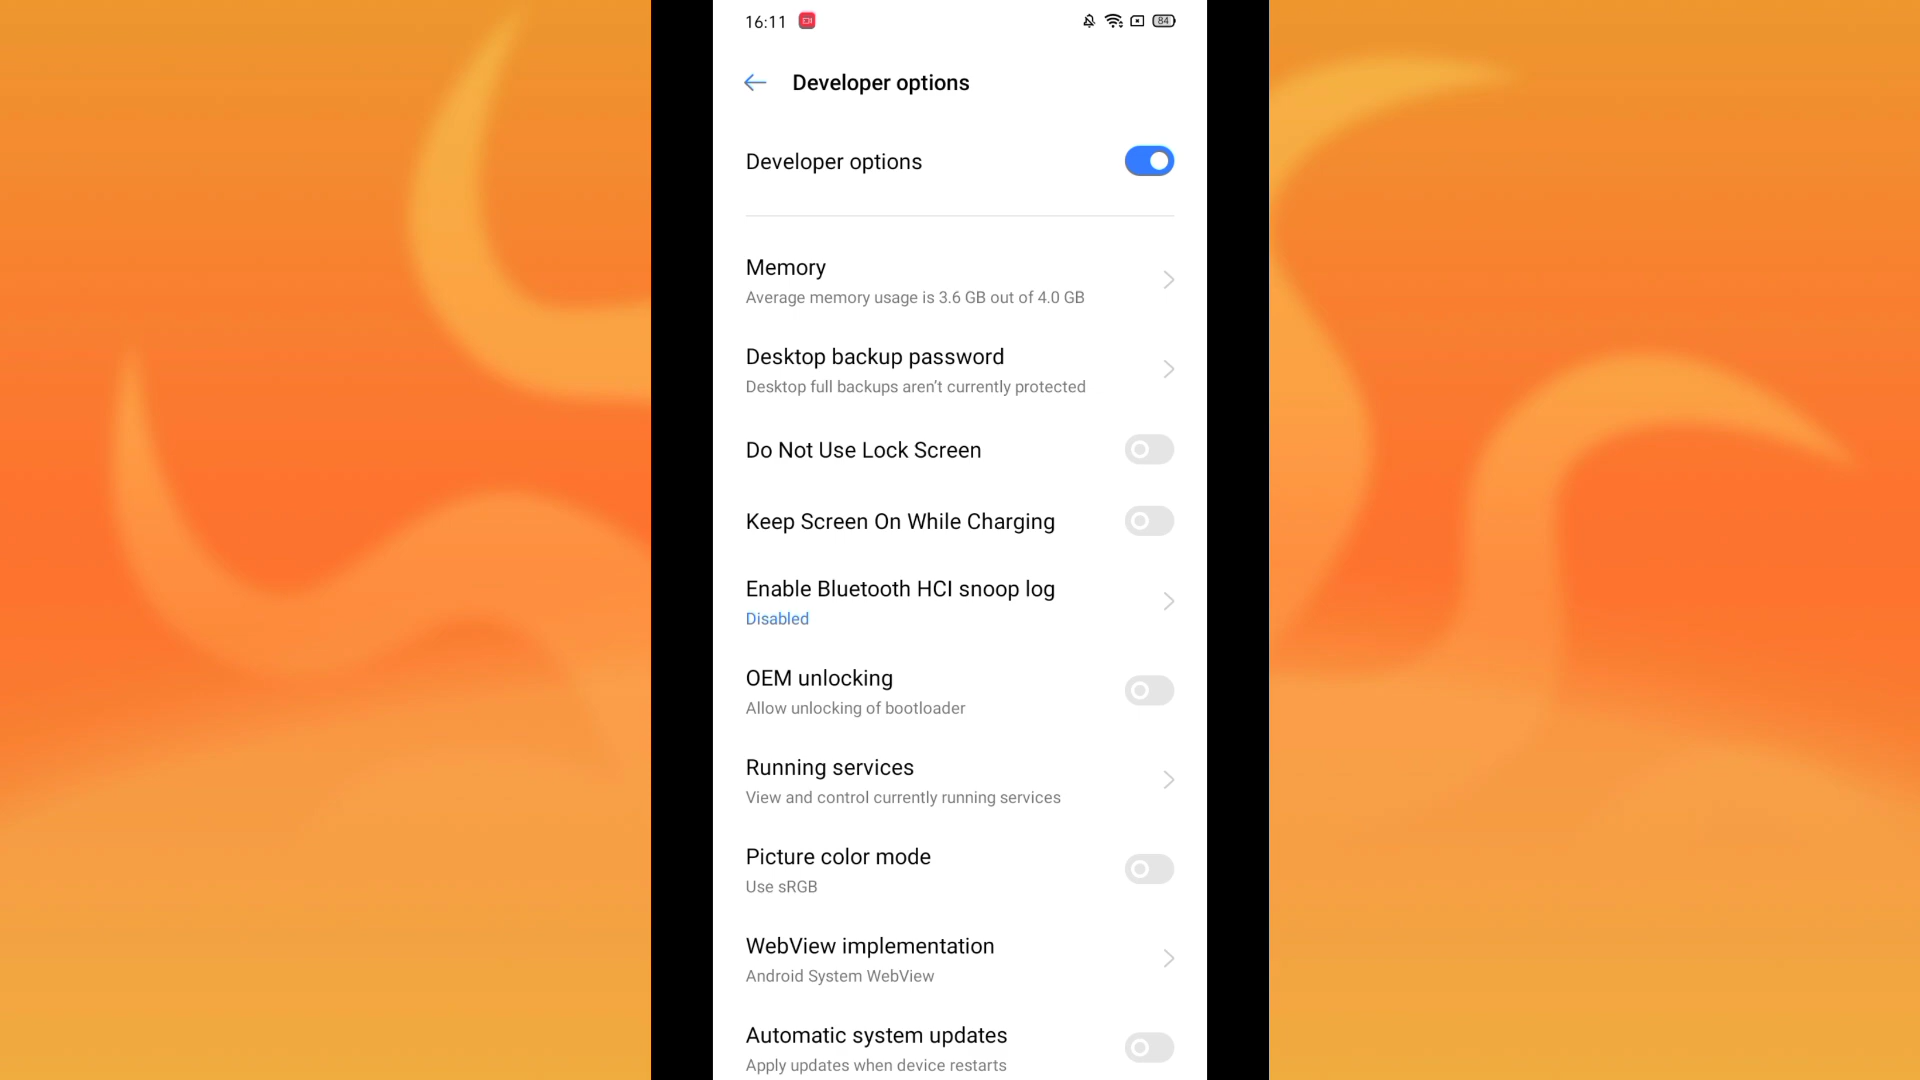 16:11
84
Developer options
Developer options
Memory
Average memory usage is 3.6 GB out of 4.0 GB
Desktop backup password
Desktop full backups aren’t currently protected
Do Not Use Lock Screen
Keep Screen On While Charging
Enable Bluetooth HCI snoop log
Disabled
OEM unlocking
Allow unlocking of bootloader
Running services
View and control currently running services
Picture color mode
Use sRGB
WebView implementation
Android System WebView
Automatic system updates
Apply updates when device restarts